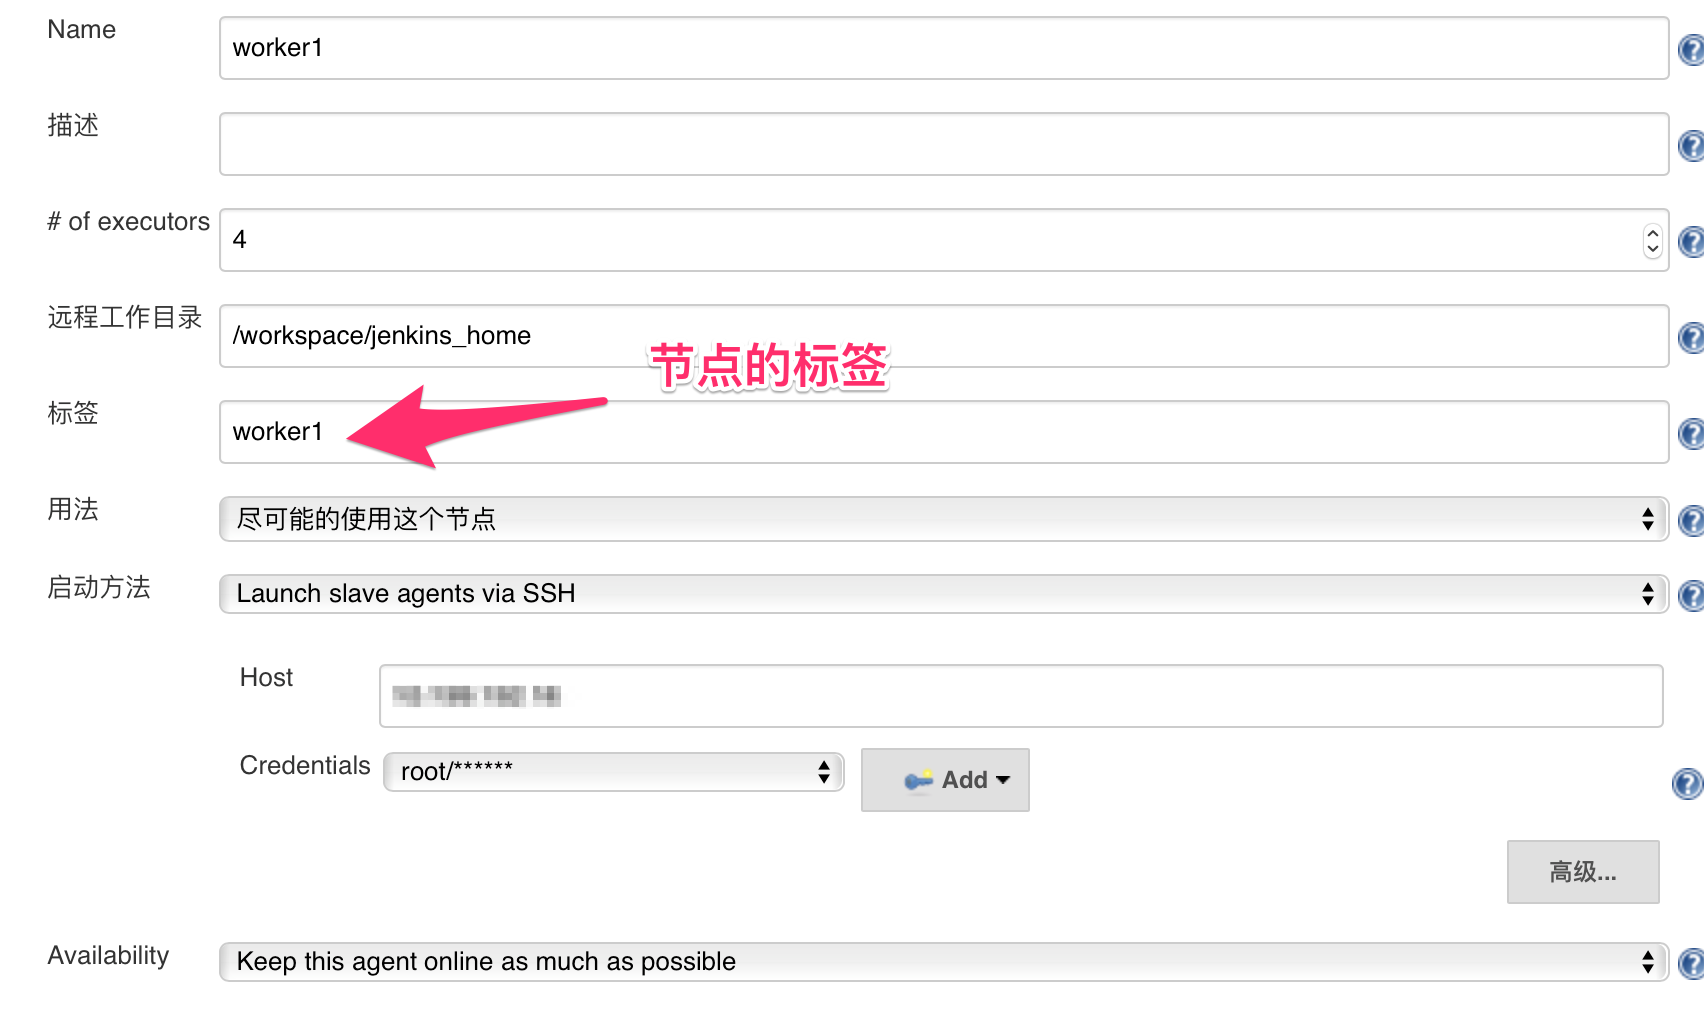 Name
worker1
描述
# of executors
4
远程工作目录
/workspace/jenkins_home
节点的标签
标签
worker1
用法
尽可能的使用这个节点
启动方法
Launch slave agents via SSH
Host
Credentials
root/******
Add
高级...
Availability
Keep this agent online as much as possible